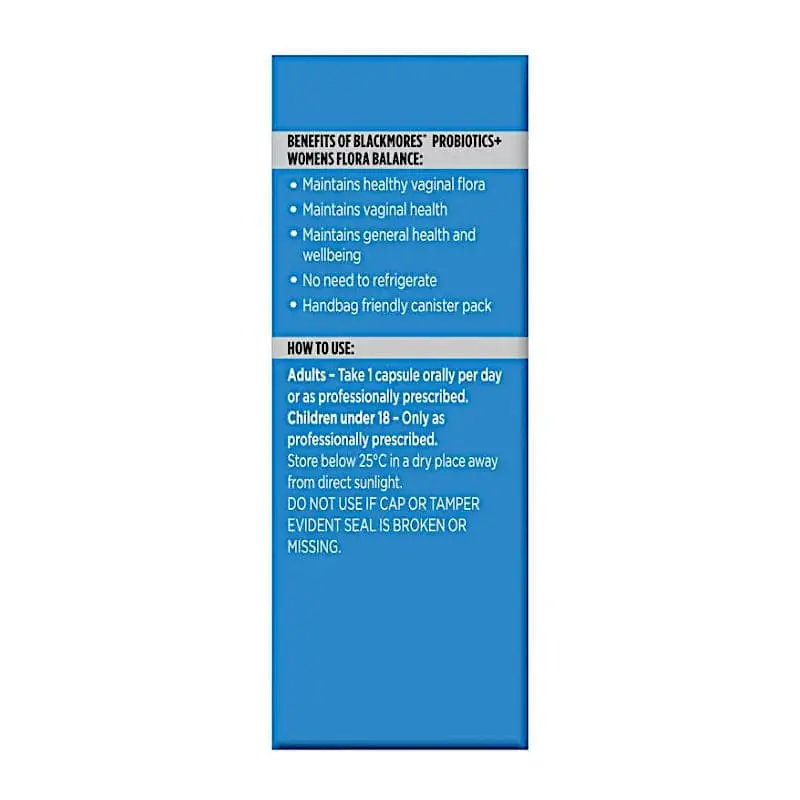 BENEFITS OF BLACKMORES® PROBIOTICS+
WOMENS FLORA BALANCE:
• Maintains healthy vaginal flora
• Maintains vaginal health
• Maintains general health and
wellbeing
• No need to refrigerate
• Handbag friendly canister pack
HOW TO USE:
Adults – Take 1 capsule orally per day
or as professionally prescribed.
Children under 18 – Only as
professionally prescribed.
Store below 25°C in a dry place away
from direct sunlight.
DO NOT USE IF CAP OR TAMPER
EVIDENT SEAL IS BROKEN OR
MISSING.